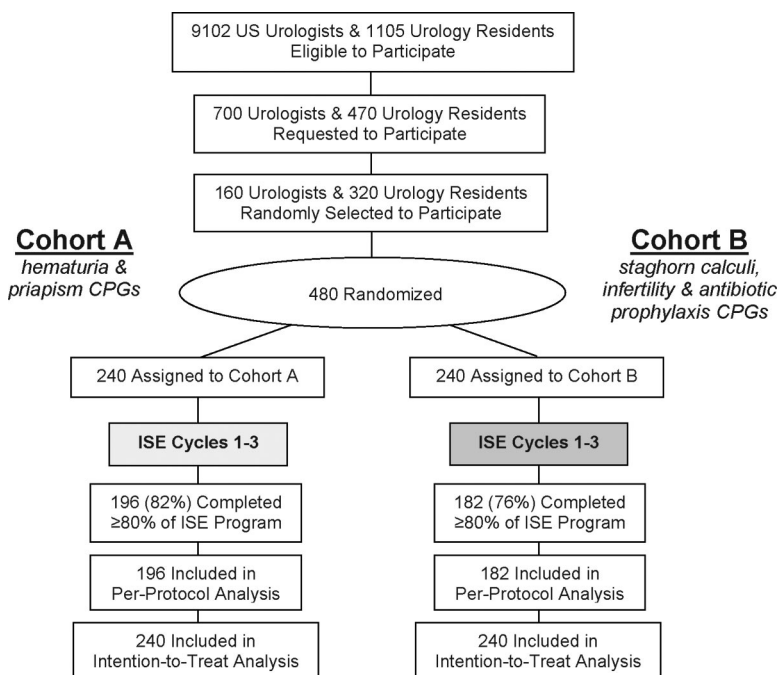 9102 US Urologists & 1105 Urology Residents
Eligible to Participate
700 Urologists & 470 Urology Residents
Requested to Participate
160 Urologists & 320 Urology Residents
Randomly Selected to Participate
Cohort A
hematuria &
priapism CPGs
Cohort B
staghorn calculi,
infertility & antibiotic
prophylaxis CPGs
480 Randomized
240 Assigned to Cohort A
240 Assigned to Cohort B
ISE Cycles 1-3
ISE Cycles 1-3
196 (82%) Completed
≥80% of ISE Program
182 (76%) Completed
≥80% of ISE Program
196 Included in
Per-Protocol Analysis
182 Included in
Per-Protocol Analysis
240 Included in
Intention-to-Treat Analysis
240 Included in
Intention-to-Treat Analysis